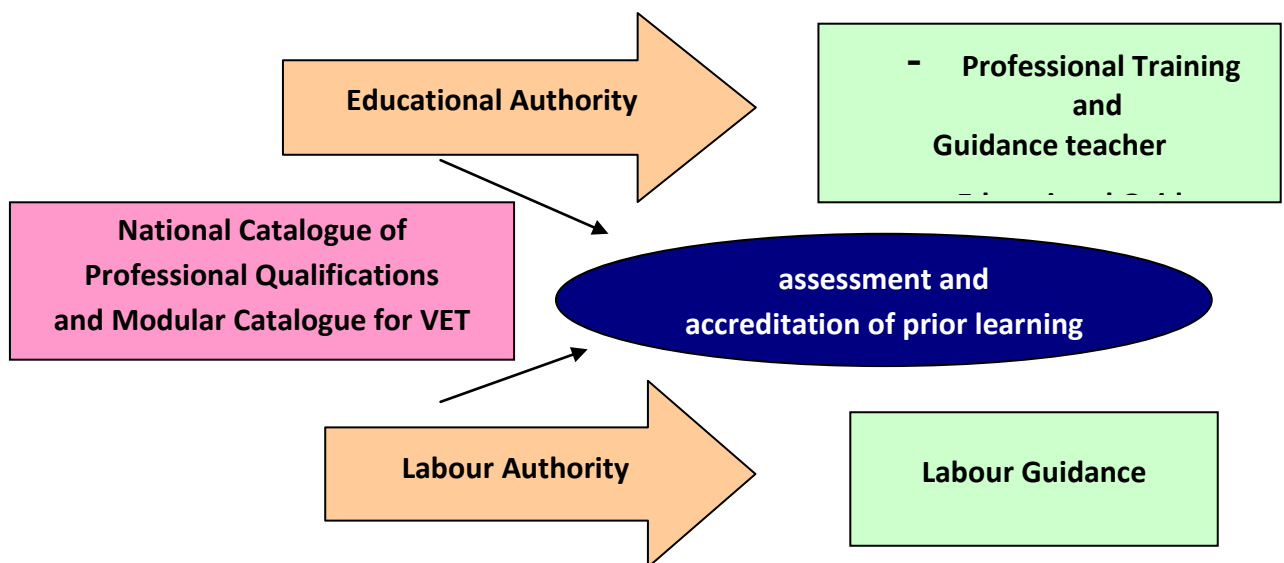 Educational Authority
- Professional Training
and
Guidance teacher
National Catalogue of
Professional Qualifications
and Modular Catalogue for VET
assessment and
accreditation of prior learning
Labour Authority
Labour Guidance